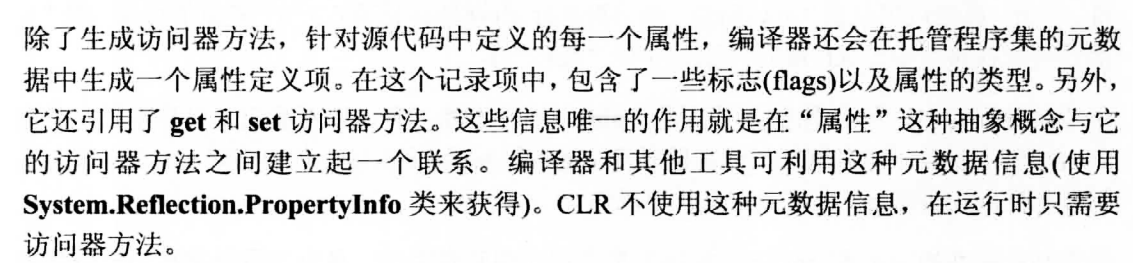 除了生成访问器方法，针对源代码中定义的每一个属性，编译器还会在托管程序集的元数
据中生成一个属性定义项。在这个记录项中，包含了一些标志(flags)以及属性的类型。另外，
它还引用了 get 和 set 访问器方法。这些信息唯一的作用就是在“属性”这种抽象概念与它
的访问器方法之间建立起一个联系。编译器和其他工具可利用这种元数据信息(使用
System.Reflection.PropertyInfo 类来获得)。CLR 不使用这种元数据信息，在运行时只需要
访问器方法。